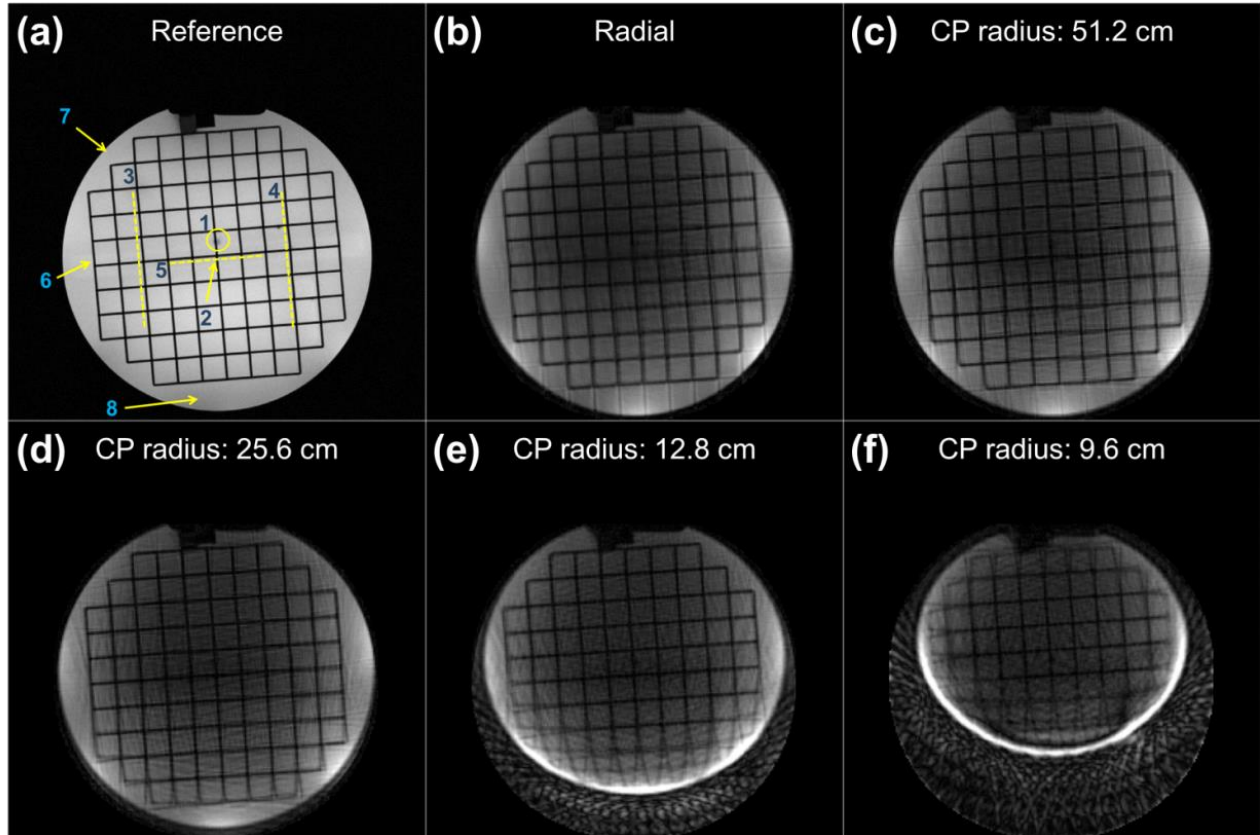 (a) Reference
(b) Radial
(c) CP radius: 51.2 cm
7
3
4
1
6
5
2
8
(d) CP radius: 25.6 cm
(e) CP radius: 12.8 cm
(f) CP radius: 9.6 cm